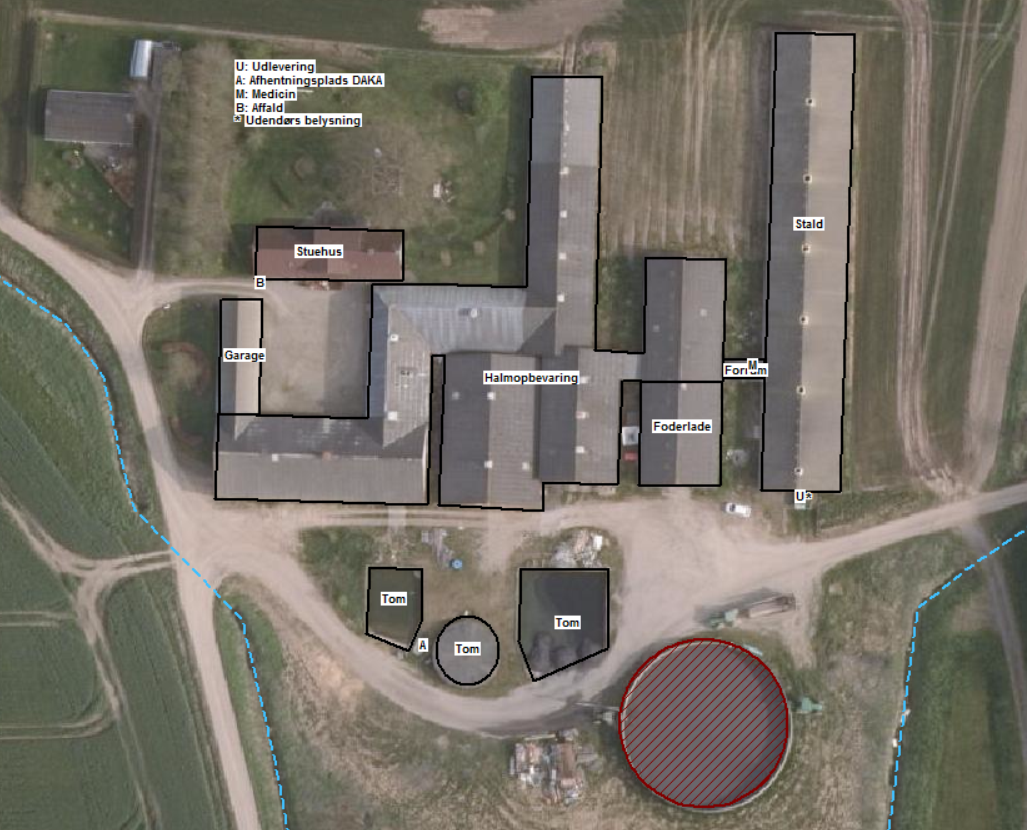 U: Udlevering
A: Afhentningsplads DAKA
M: Medicin
B: Affald
* Udendørs belysning
Stald
Stuehus
B
Garage
Halmopbevaring
M
Forrum
Foderlade
U*
Tom
Tom
A
Tom